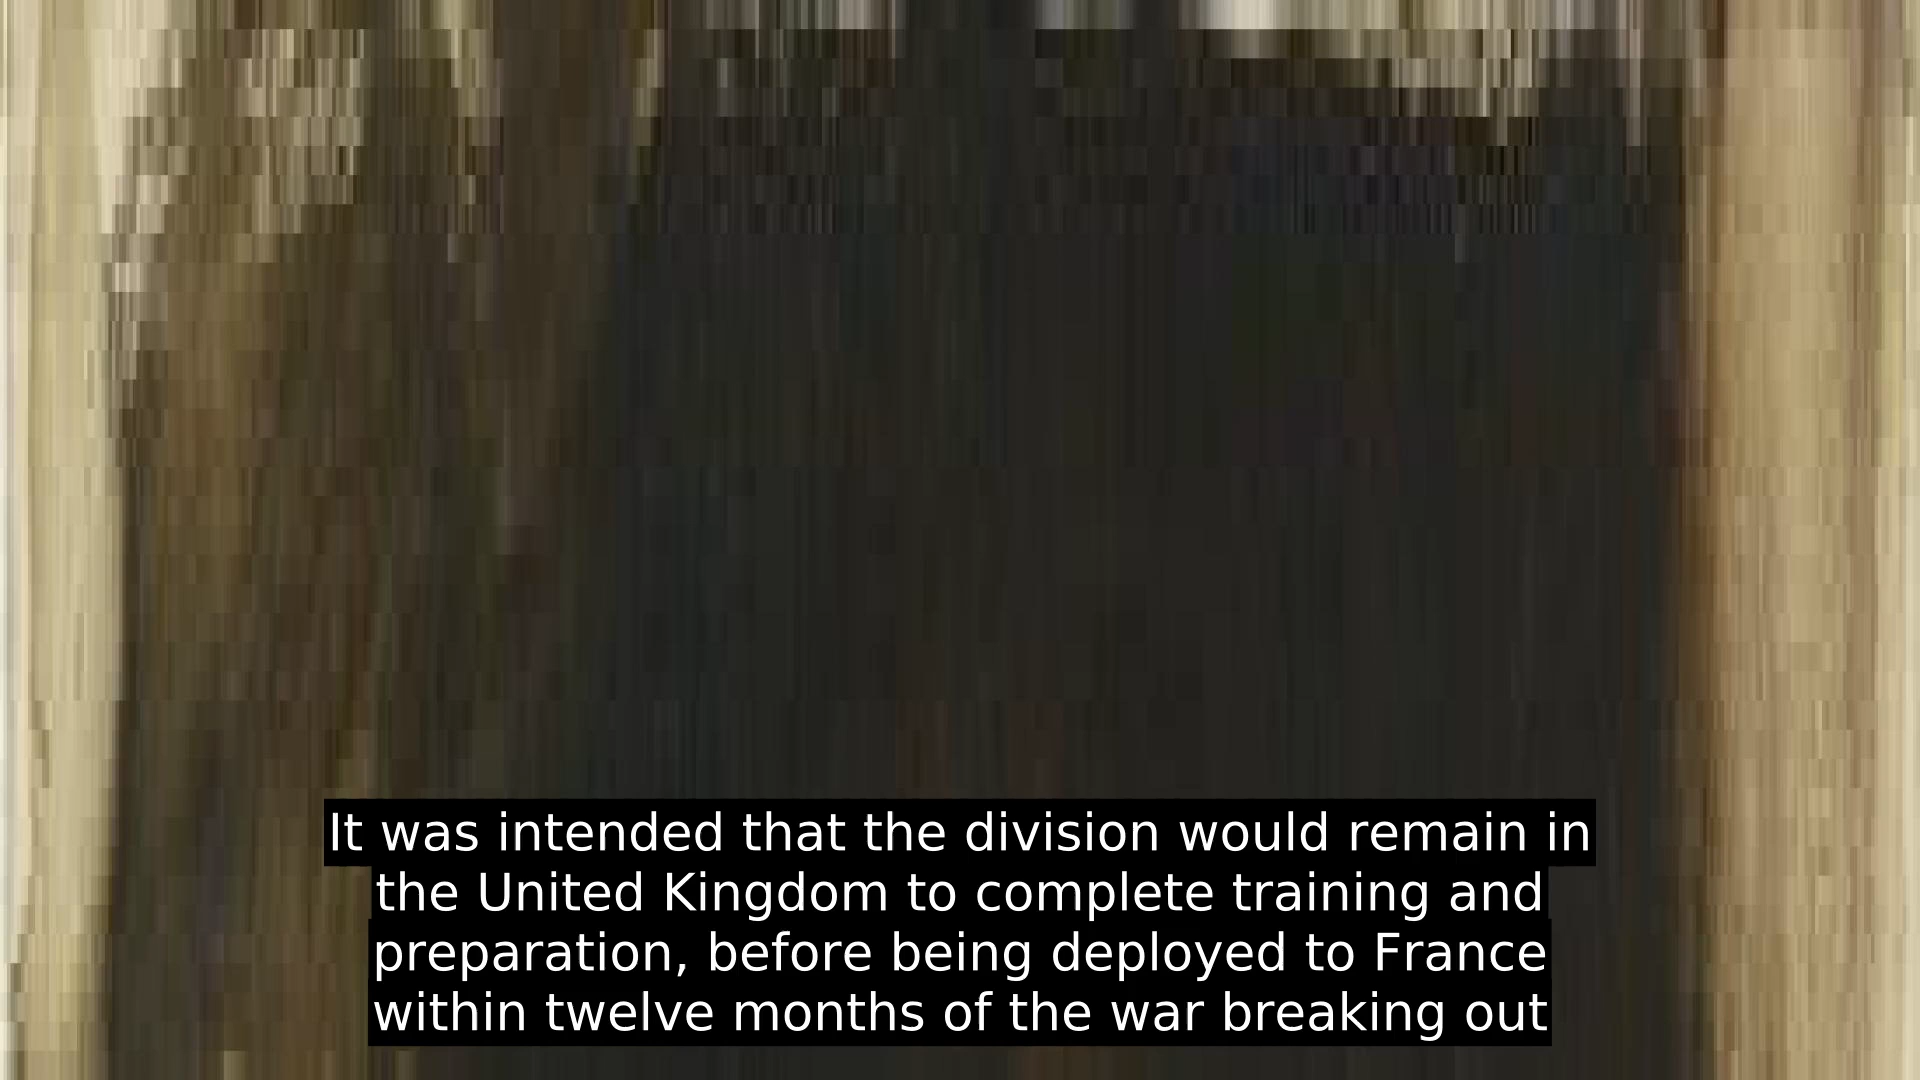 It was intended that the division would remain in
the United Kingdom to complete training and
preparation, before being deployed to France
within twelve months of the war breaking out